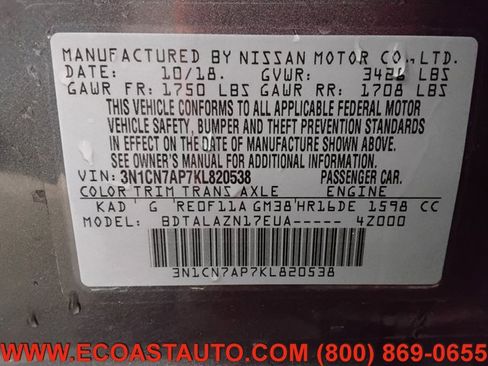 MANUFACTURED BY NISSAN MOTOR CO., LTD.
DATE: 10/18. GVWR: 3428 LBS
GAWR FR: 1750 LBS GAWR RR: 1708 LBS
THIS VEHICLE CONFORMS TO ALL APPLICABLE FEDERAL MOTOR
VEHICLE SAFETY, BUMPER AND THEFT PREVENTION STANDARDS
IN EFFECT ON THE DATE OF MANUFACTURE SHOWN ABOVE.
SEE OWNER'S MANUAL FOR ADDITIONAL INFORMATION.
VIN: 3N1CN7AP7KL820538 PASSENGER CAR.
COLOR TRIM TRANS AXLE ENGINE
KAD G RE0F11A GM38 HR16DE 1598 CC
MODEL: BDTALAZN17EUA----- 4Z000
3N1CN7AP7KL820538
WWW.ECOASTAUTO.COM (800) 869-0655